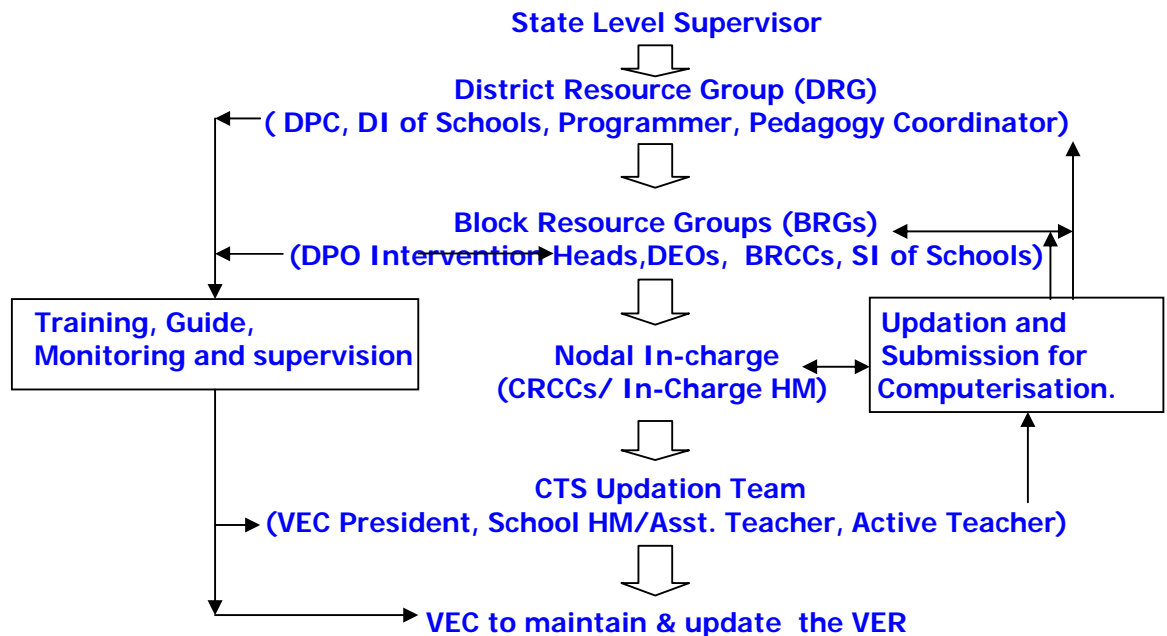 State Level Supervisor
District Resource Group (DRG)
( DPC, DI of Schools, Programmer, Pedagogy Coordinator)
Block Resource Groups (BRGs)
(DPO Intervention Heads,DEOs, BRCCs, SI of Schools)
Training, Guide,
Monitoring and supervision
Nodal In-charge
(CRCCs/ In-Charge HM)
Updation and
Submission for
Computerisation.
CTS Updation Team
(VEC President, School HM/Asst. Teacher, Active Teacher)
VEC to maintain & update the VER